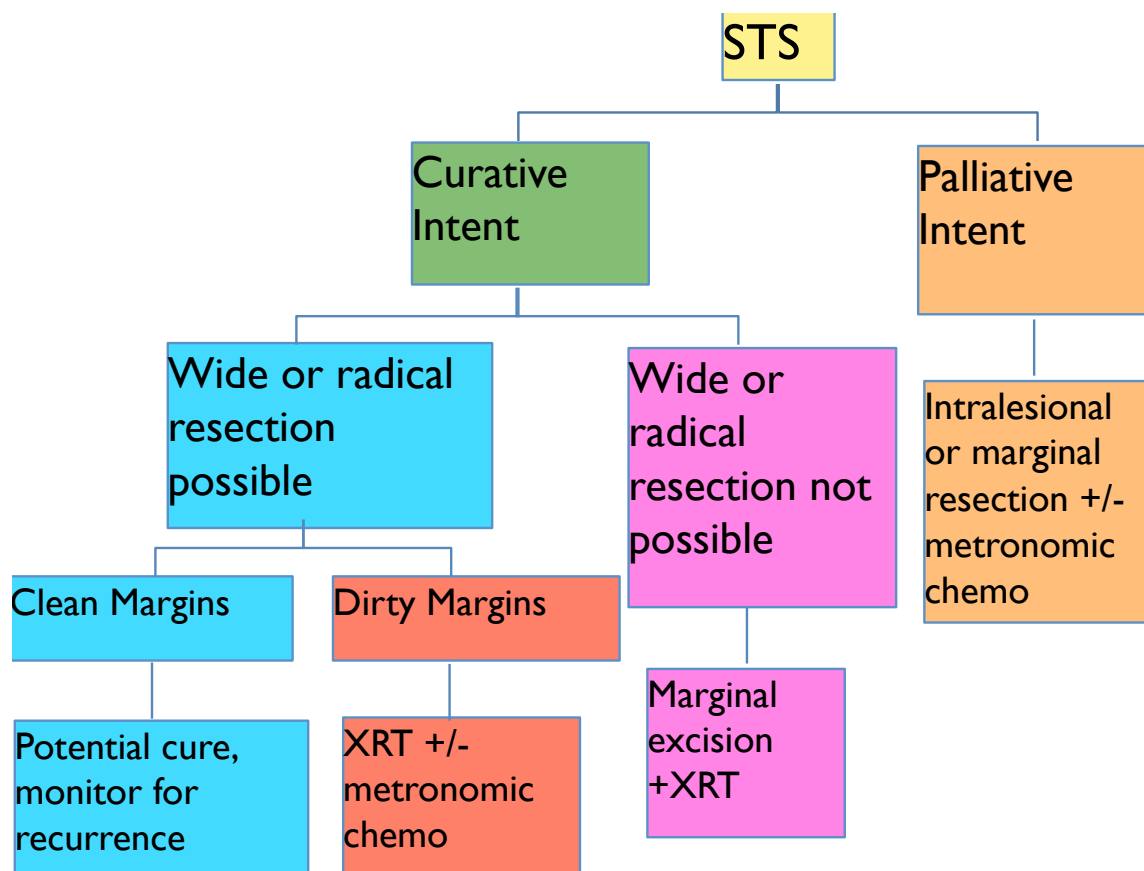 STS
Curative
Intent
Palliative
Intent
Wide or radical
resection
possible
Wide or
radical
resection not
possible
Intralesional
or marginal
resection +/-
metronomic
chemo
Clean Margins
Dirty Margins
Potential cure,
monitor for
recurrence
XRT +/-
metronomic
chemo
Marginal
excision
+XRT